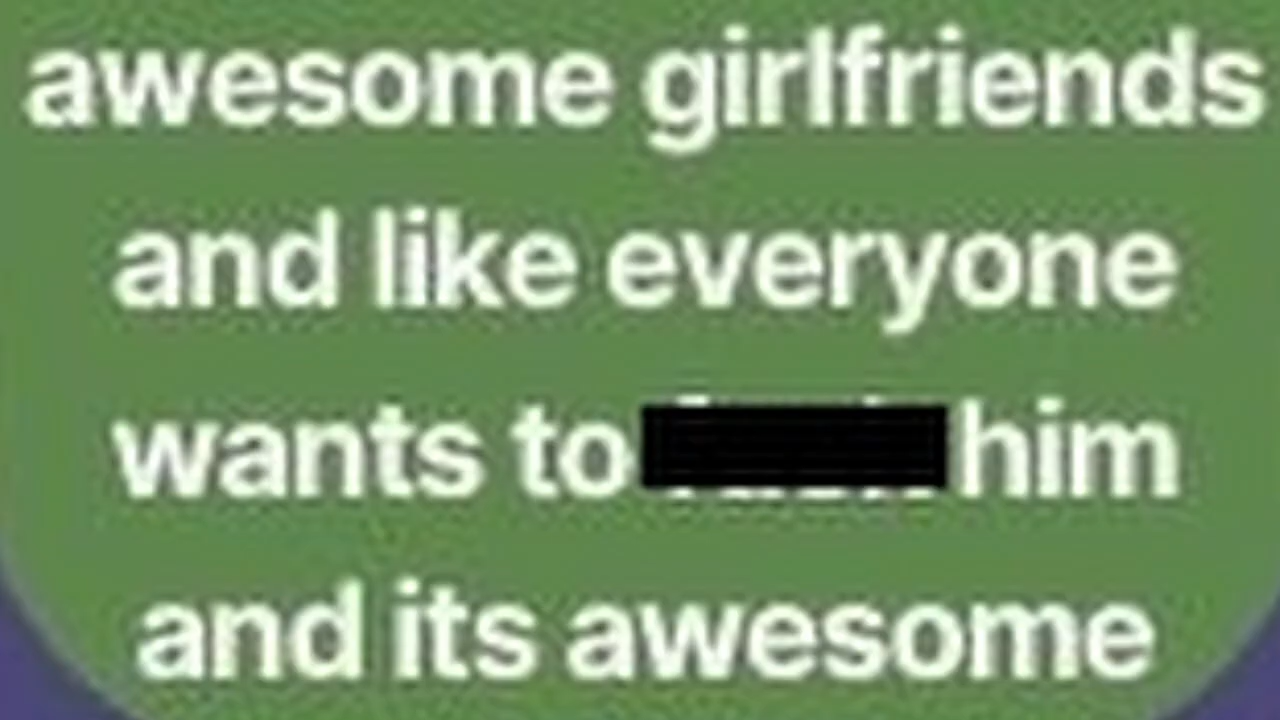 awesome girlfriends
and like everyone
wants to him
and its awesome